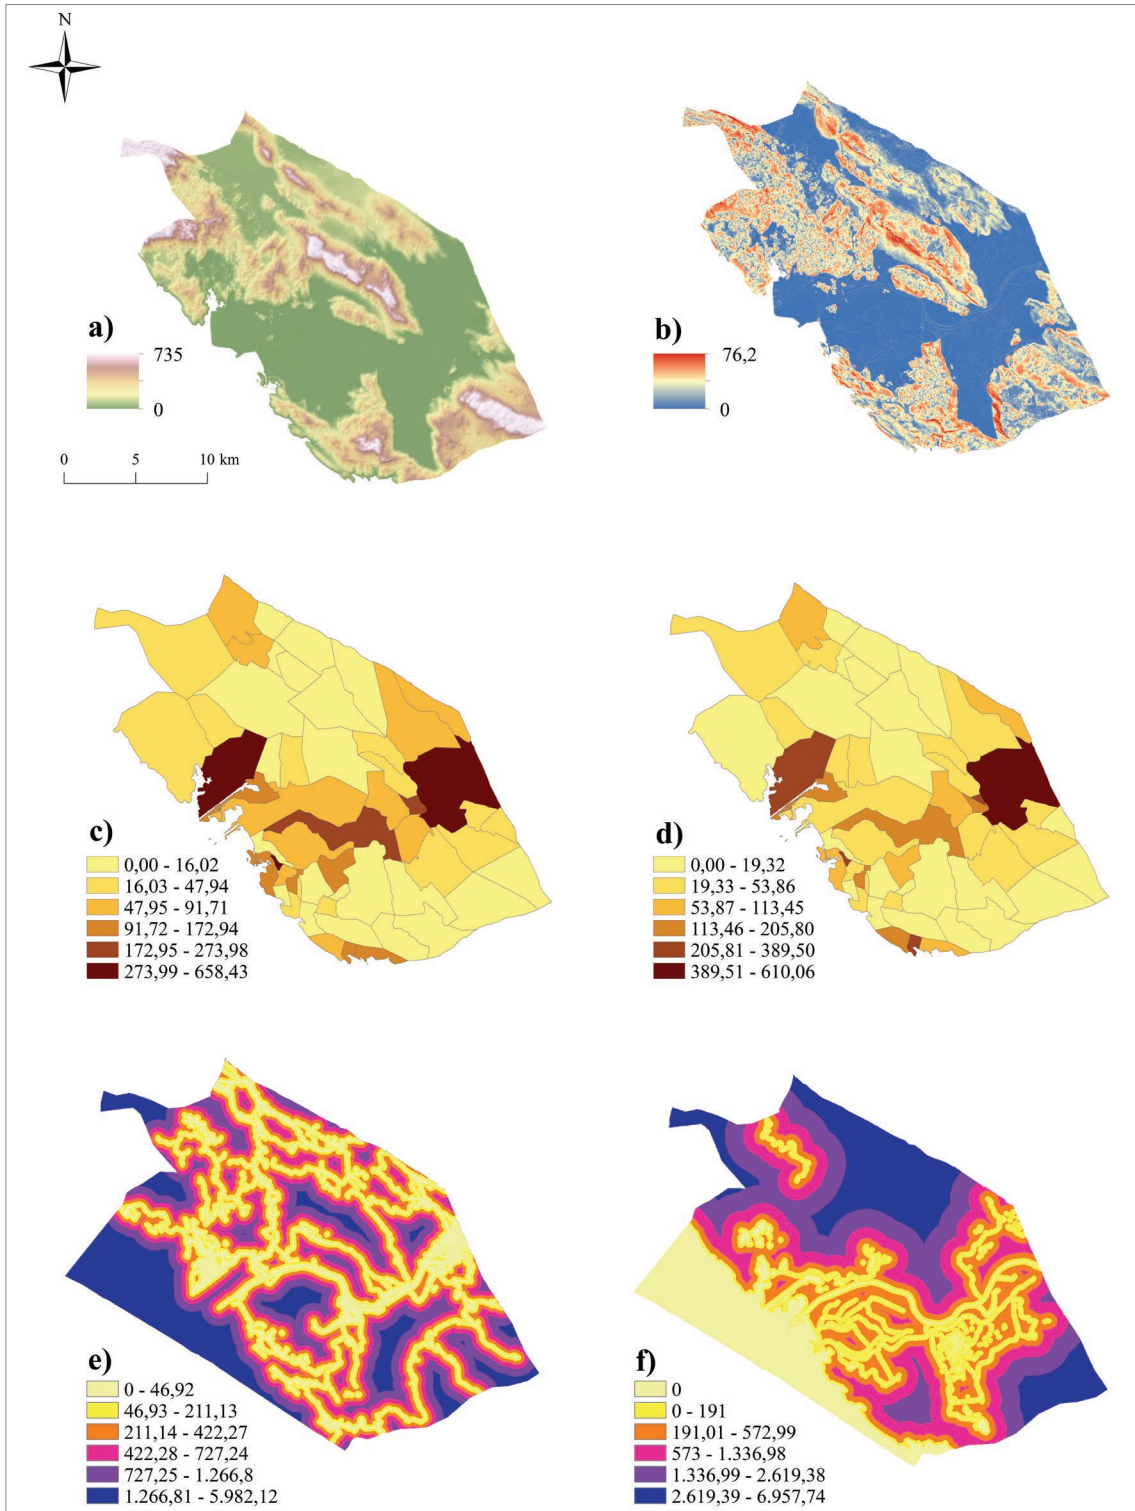 N
a)
735
0
0 5 10 km
b)
76,2
0
c)
0,00 - 16,02
16,03 - 47,94
47,95 - 91,71
91,72 - 172,94
172,95 - 273,98
273,99 - 658,43
d)
0,00 - 19,32
19,33 - 53,86
53,87 - 113,45
113,46 - 205,80
205,81 - 389,50
389,51 - 610,06
e)
0 - 46,92
46,93 - 211,13
211,14 - 422,27
422,28 - 727,24
727,25 - 1.266,8
1.266,81 - 5.982,12
f)
0
0 - 191
191,01 - 572,99
573 - 1.336,98
1.336,99 - 2.619,38
2.619,39 - 6.957,74